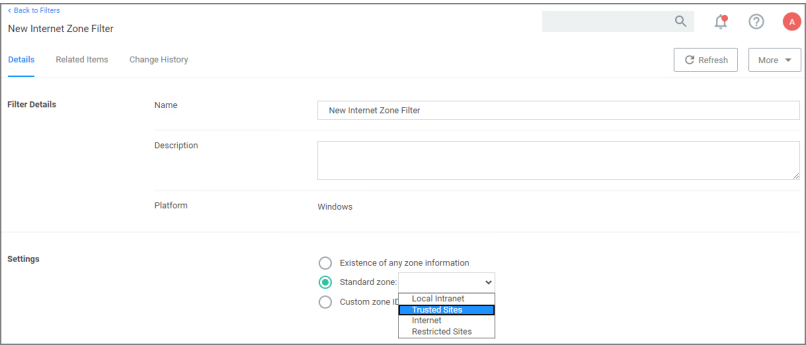 < Back to Filters
New Internet Zone Filter
A
Details Related Items Change History
Refresh More
Filter Details
Name New Internet Zone Filter
Description
Platform Windows
Settings
Existence of any zone information
Standard zone:
Custom zone ID
Local Intranet
Trusted Sites
Internet
Restricted Sites